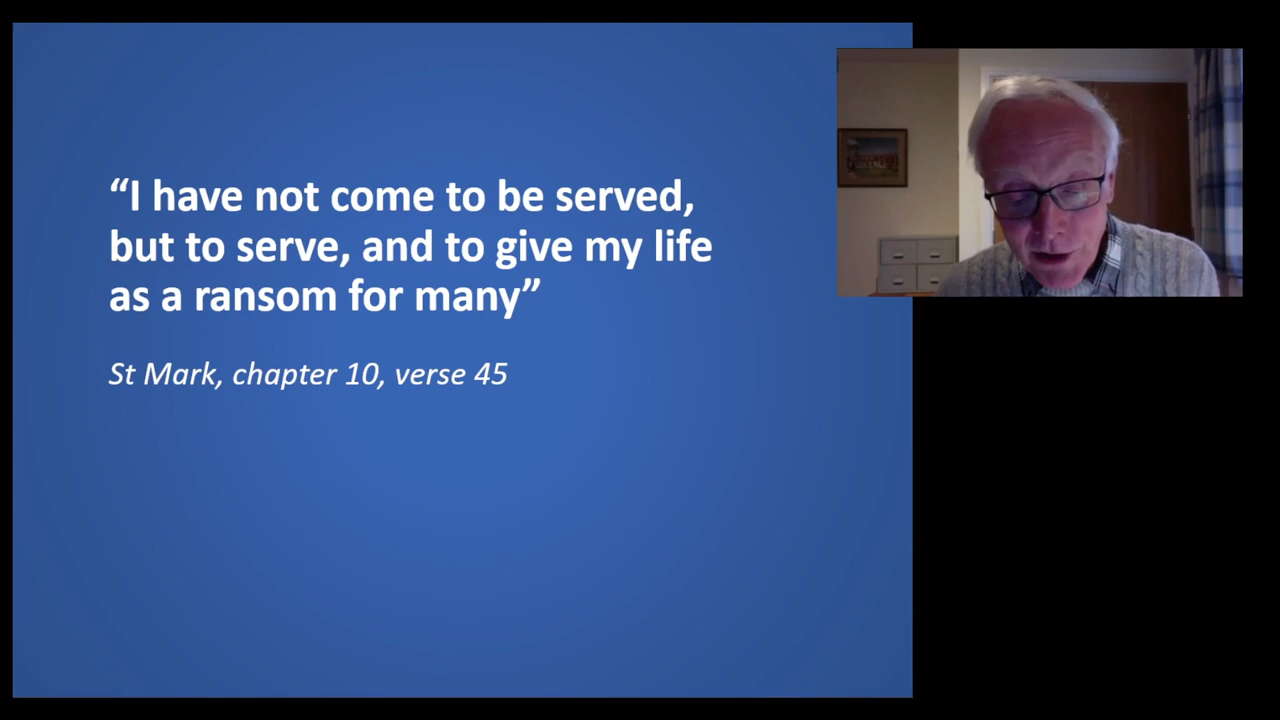 “I have not come to be served,
but to serve, and to give my life
as a ransom for many”
St Mark, chapter 10, verse 45